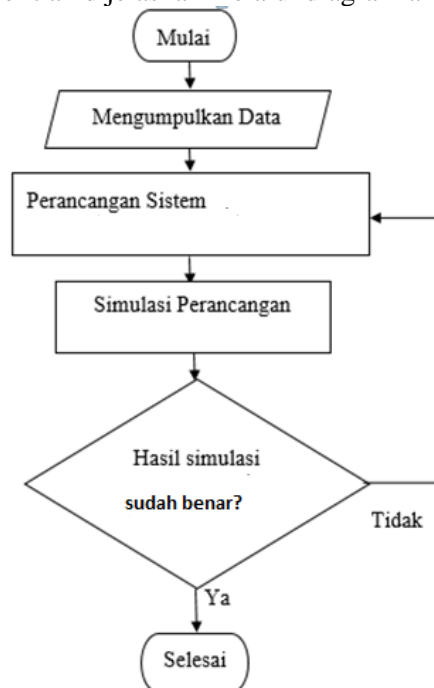 Mulai
Mengumpulkan Data
Perancangan Sistem
Simulasi Perancangan
Hasil simulasi
sudah benar?
Tidak
Ya
Selesai